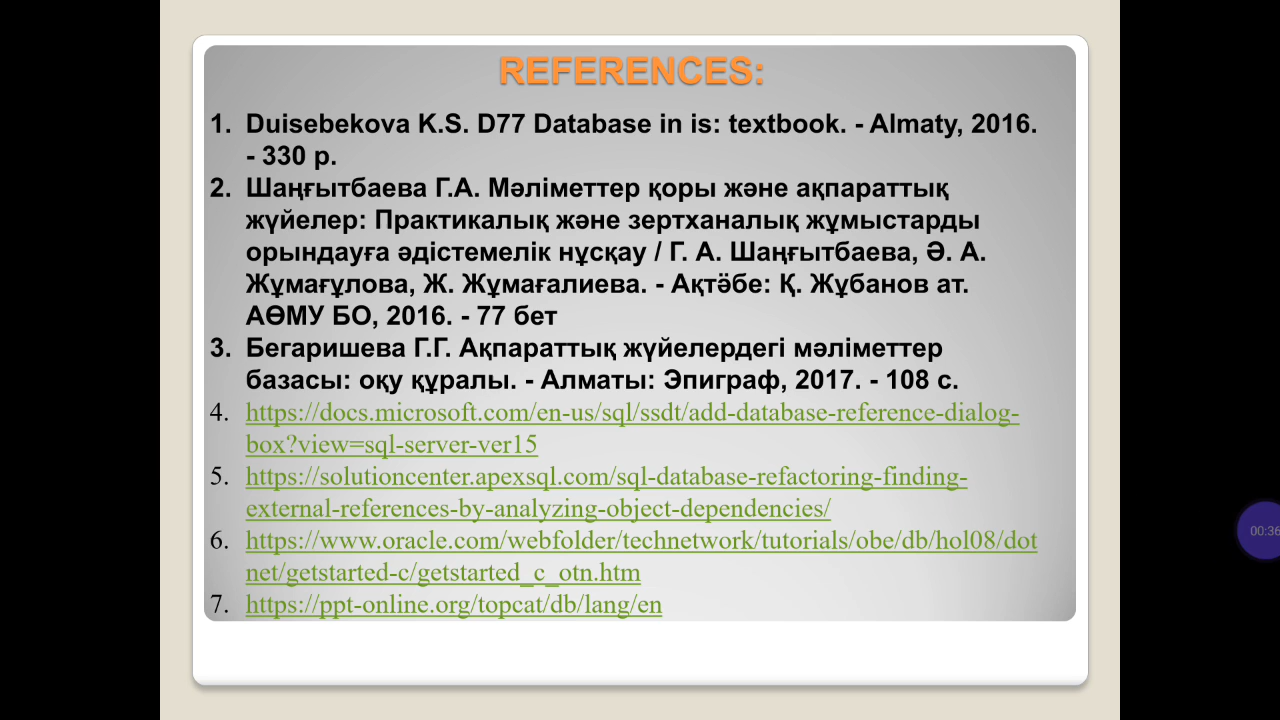 REFERENCES:
1. Duisebekova K.S. D77 Database in is: textbook. - Almaty, 2016.
- 330 p.
2. Шаңғытбаева Г.А. Мәліметтер қоры және ақпараттық
жүйелер: Практикалық және зертханалық жұмыстарды
орындауға әдістемелік нұсқау / Г. А. Шаңғытбаева, Ә. А.
Жұмағұлова, Ж. Жұмағалиева. - Ақтӛбе: Қ. Жұбанов ат.
АӨМУ БО, 2016. - 77 бет
3. Бегаришева Г.Г. Ақпараттық жүйелердегі мәліметтер
базасы: оқу құралы. - Алматы: Эпиграф, 2017. - 108 с.
4. https://docs.microsoft.com/en-us/sql/ssdt/add-database-reference-dialog-
box?view=sql-server-ver15
5. https://solutioncenter.apexsql.com/sql-database-refactoring-finding-
external-references-by-analyzing-object-dependencies/
6. https://www.oracle.com/webfolder/technetwork/tutorials/obe/db/hol08/dot
net/getstarted-c/getstarted_c_otn.htm
7. https://ppt-online.org/topcat/db/lang/en
00:36